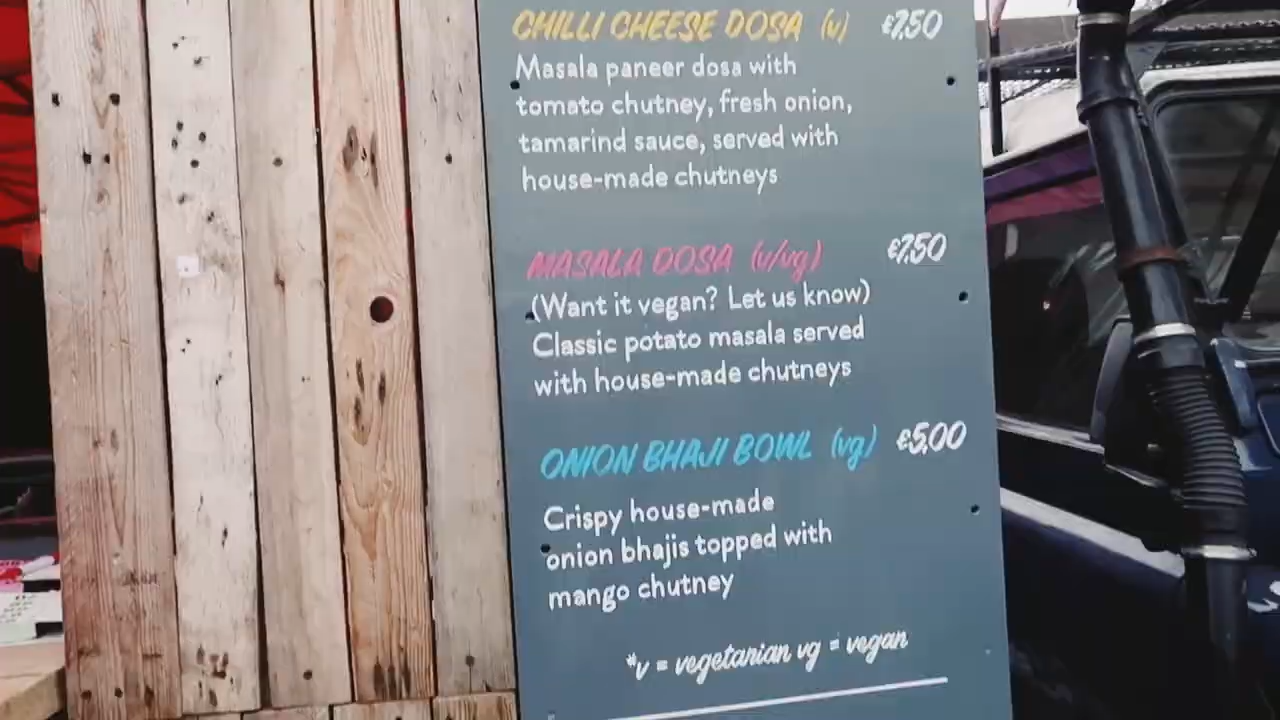 CHILLI CHEESE DOSA (v) €7.50
Masala paneer dosa with
tomato chutney, fresh onion,
tamarind sauce, served with
house-made chutneys
MASALA DOSA (v/vg) €7.50
(Want it vegan? Let us know)
Classic potato masala served
with house-made chutneys
ONION BHAJI BOWL (vg) €5.00
Crispy house-made
onion bhajis topped with
mango chutney
*v = vegetarian vg = vegan